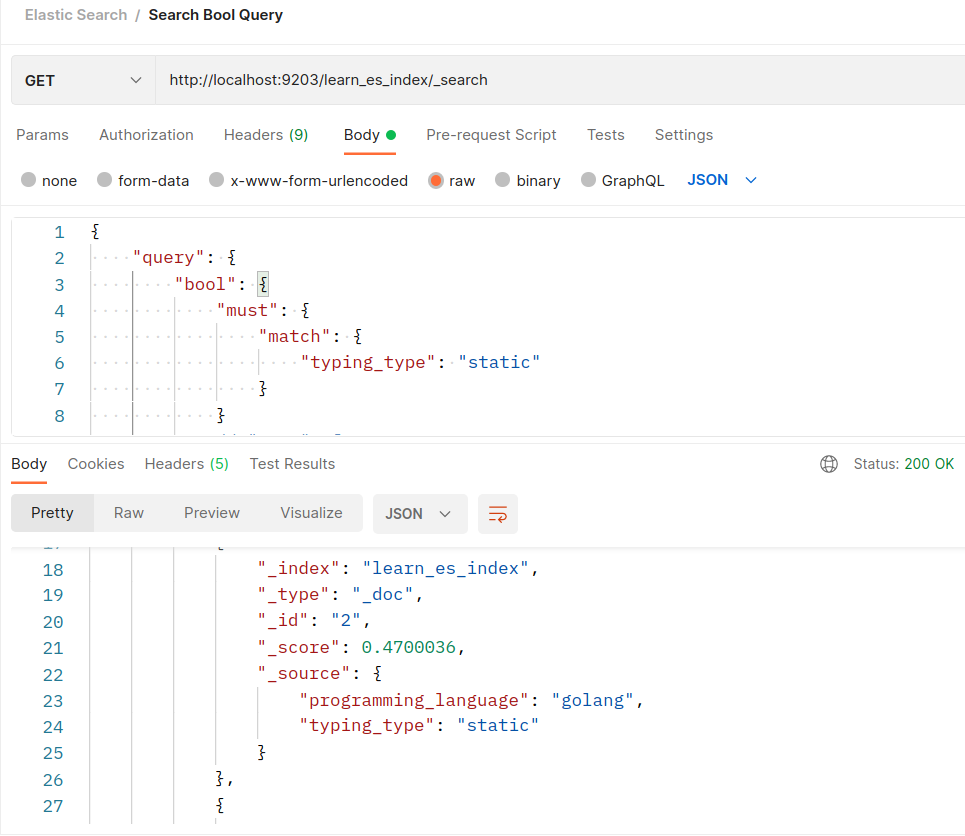 Elastic Search / Search Bool Query
GET http://localhost:9203/learn_es_index/_search
Params Authorization Headers (9) Body Pre-request Script Tests Settings
none form-data x-www-form-urlencoded raw binary GraphQL JSON
1 {
2 "query": {
3 "bool": {
4 "must": {
5 "match": {
6 "typing_type": "static"
7 }
8 }
Body Cookies Headers (5) Test Results Status: 200 OK
Pretty Raw Preview Visualize JSON
18 "_index": "learn_es_index",
19 "_type": "_doc",
20 "_id": "2",
21 "_score": 0.4700036,
22 "_source": {
23 "programming_language": "golang",
24 "typing_type": "static"
25 }
26 },
27 {